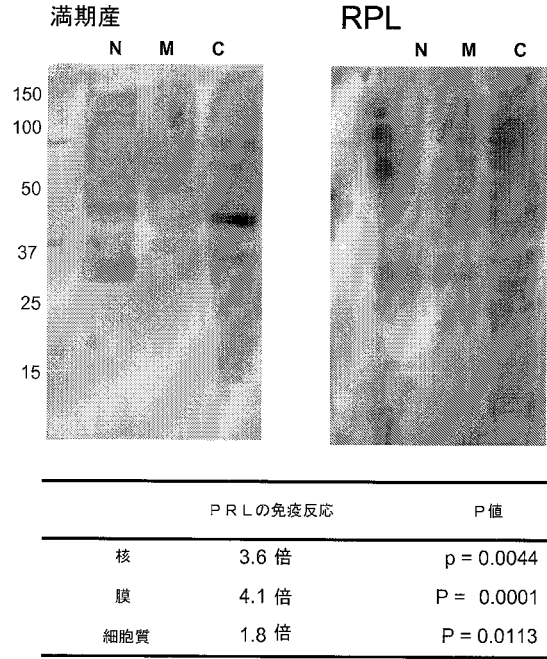 満期産
RPL
N M C
N M C
150
100
50
37
25
15
PRLの免疫反応 P値
核 3.6 倍 p = 0.0044
膜 4.1 倍 P = 0.0001
細胞質 1.8 倍 P = 0.0113